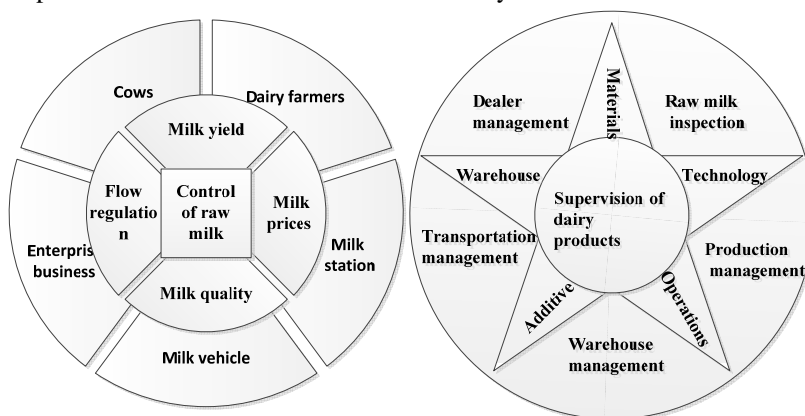 Cows
Dairy farmers
Milk yield
Flow
regulatio
n
Control
of raw
milk
Milk
prices
Enterpris
business
Milk
station
Milk quality
Milk vehicle
Materials
Dealer
management
Raw milk
inspection
Warehouse
Technology
Supervision of
dairy
products
Transportation
management
Production
management
Additive
Operations
Warehouse
management